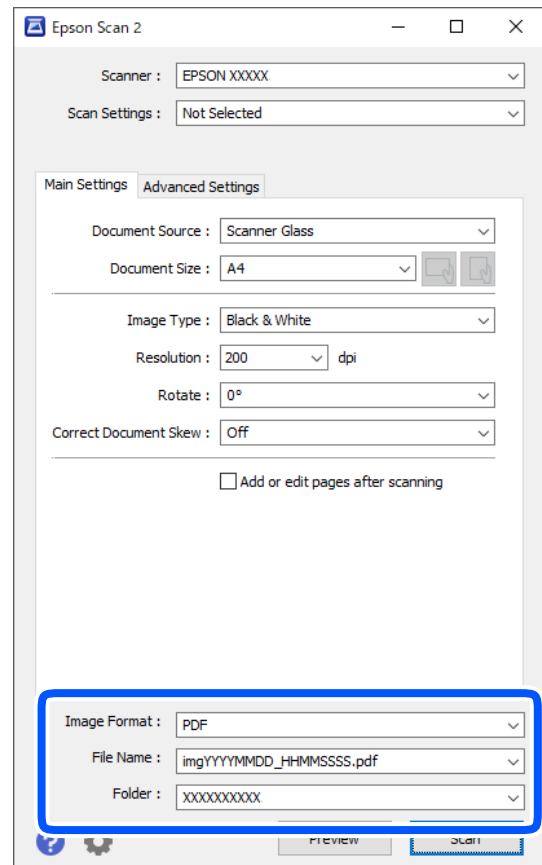 Epson Scan 2
Scanner : EPSON XXXXX
Scan Settings : Not Selected
Main Settings Advanced Settings
Document Source : Scanner Glass
Document Size : A4
Image Type : Black & White
Resolution : 200 dpi
Rotate : 0°
Correct Document Skew : Off
Add or edit pages after scanning
Image Format : PDF
File Name : imgYYYYMMDD_HHMMSSSS.pdf
Folder : XXXXXXXXXX
? Preview Scan